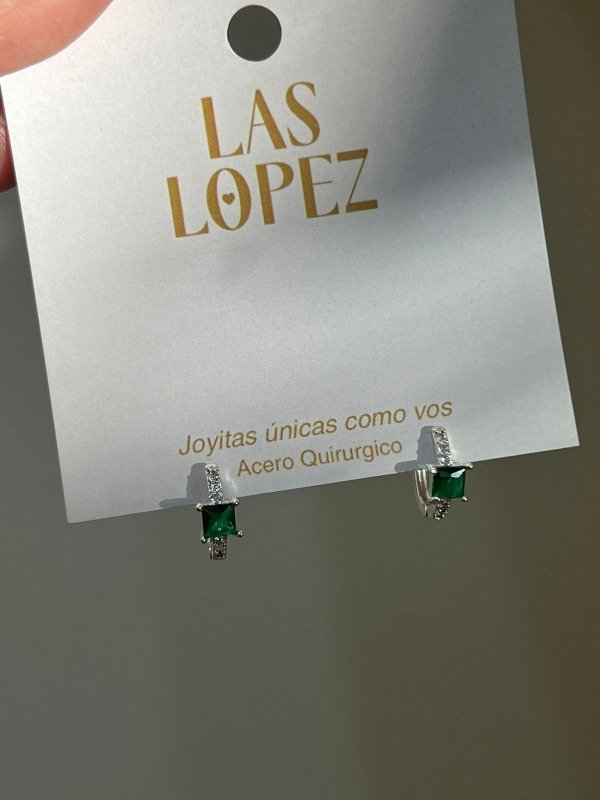 LAS
LOPEZ
Joyitas únicas como vos
Acero Quirurgico